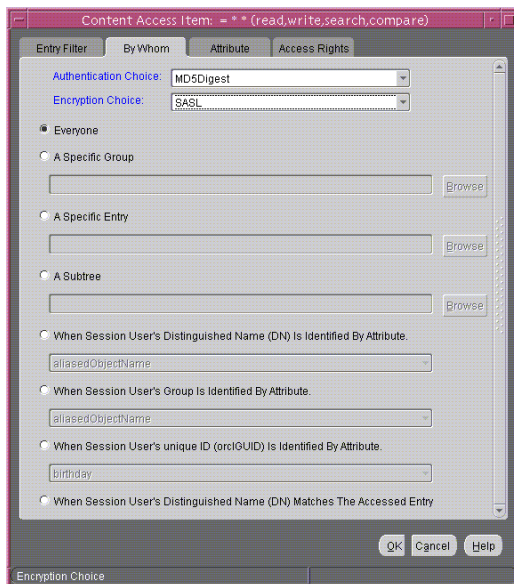 Content Access Item: = * * (read,write,search,compare)
Entry Filter By Whom Attribute Access Rights
Authentication Choice: MD5Digest
Encryption Choice: SASL
Everyone
A Specific Group
Browse
A Specific Entry
Browse
A Subtree
Browse
When Session User's Distinguished Name (DN) Is Identified By Attribute.
aliasedObjectName
When Session User's Group Is Identified By Attribute.
aliasedObjectName
When Session User's unique ID (orclGUID) Is Identified By Attribute.
birthday
When Session User's Distinguished Name (DN) Matches The Accessed Entry
OK Cancel Help
Encryption Choice